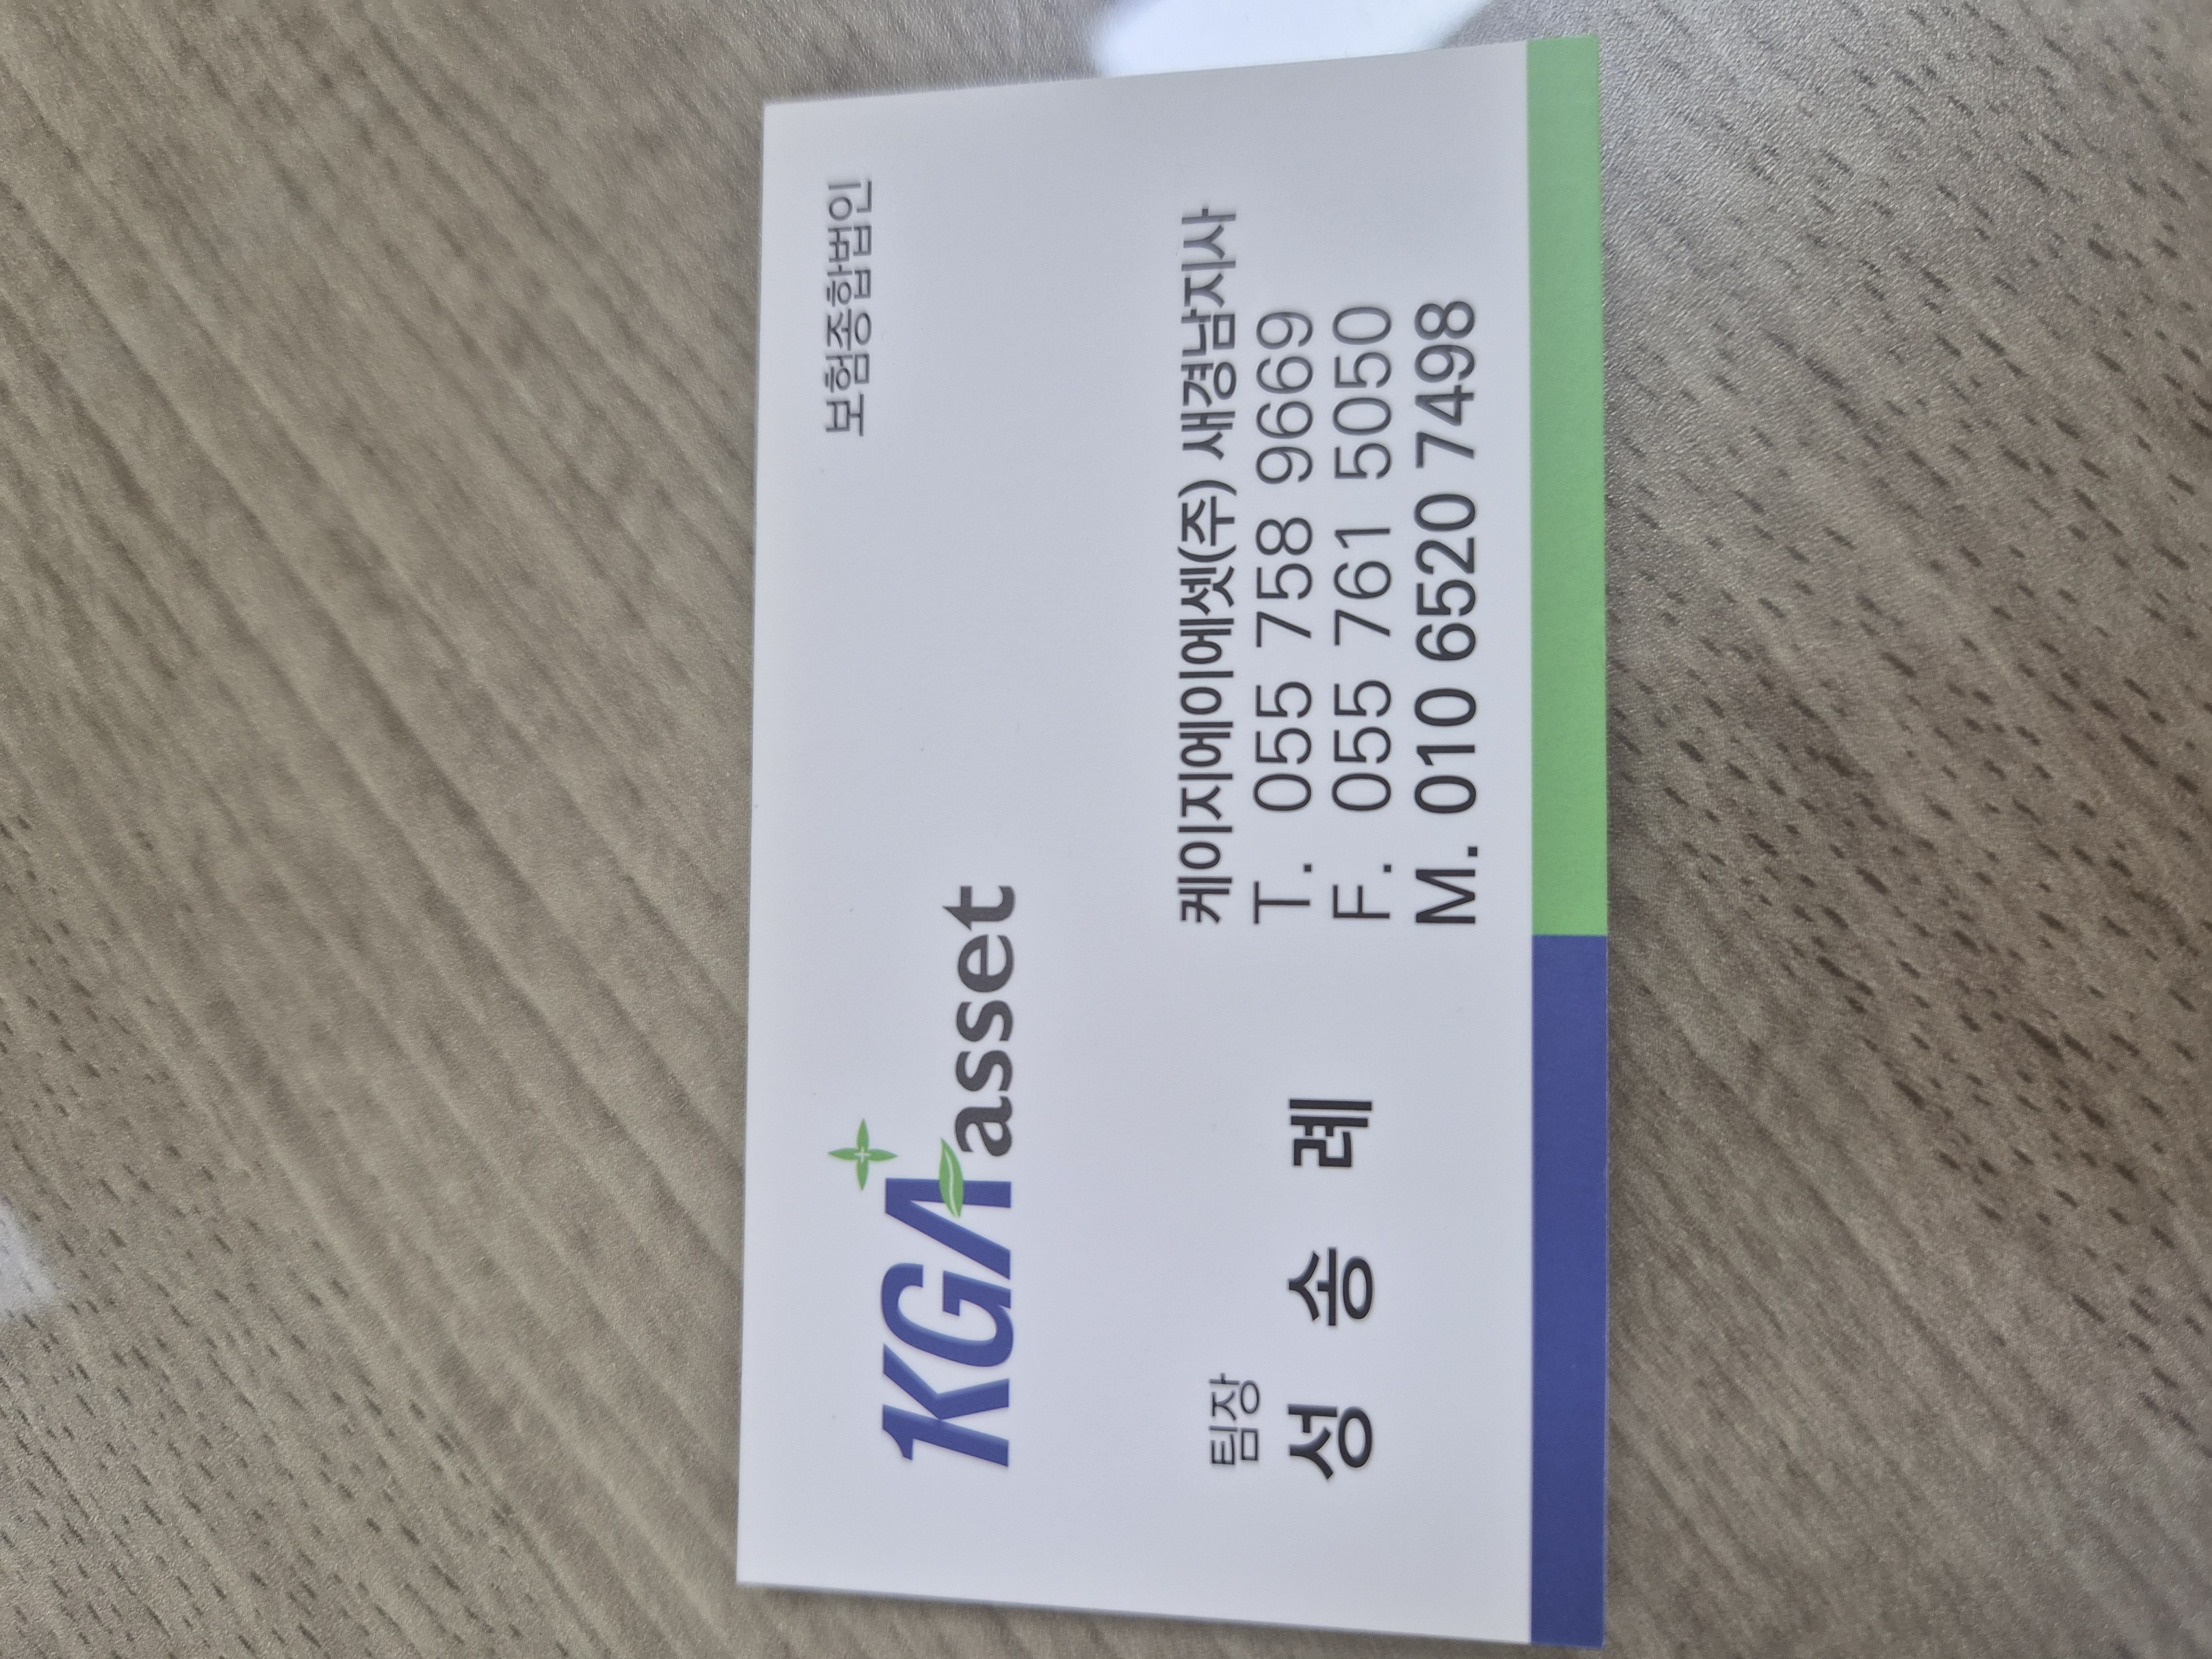 보험종합법인
KGA asset
케이지에이에셋(주) 새경남지사
팀장
T. 055 758 9669
성 송 례
F. 055 761 5050
M. 010 6520 7498